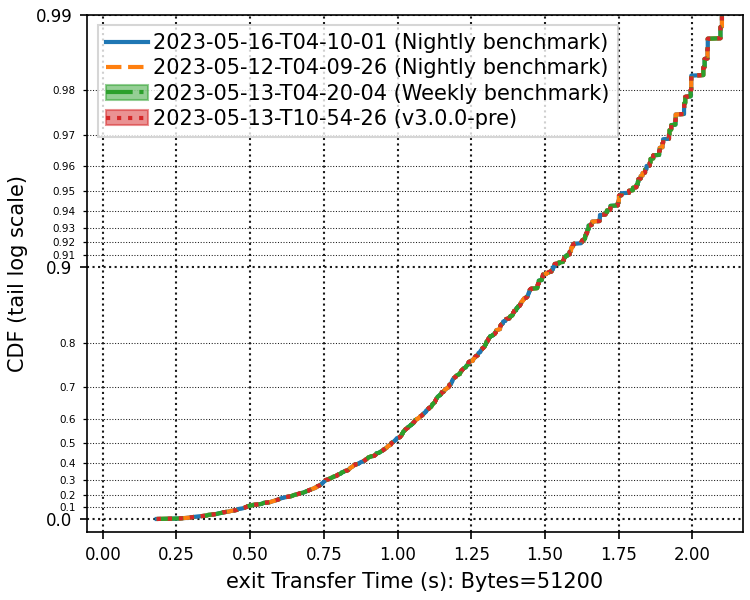 2023-05-16-T04-10-01 (Nightly benchmark)
2023-05-12-T04-09-26 (Nightly benchmark)
2023-05-13-T04-20-04 (Weekly benchmark)
2023-05-13-T10-54-26 (v3.0.0-pre)
CDF (tail log scale)
0.99
0.98
0.97
0.96
0.95
0.94
0.93
0.92
0.91
0.9
0.8
0.7
0.6
0.5
0.4
0.3
0.2
0.1
0.0
0.00 0.25 0.50 0.75 1.00 1.25 1.50 1.75 2.00
exit Transfer Time (s): Bytes=51200